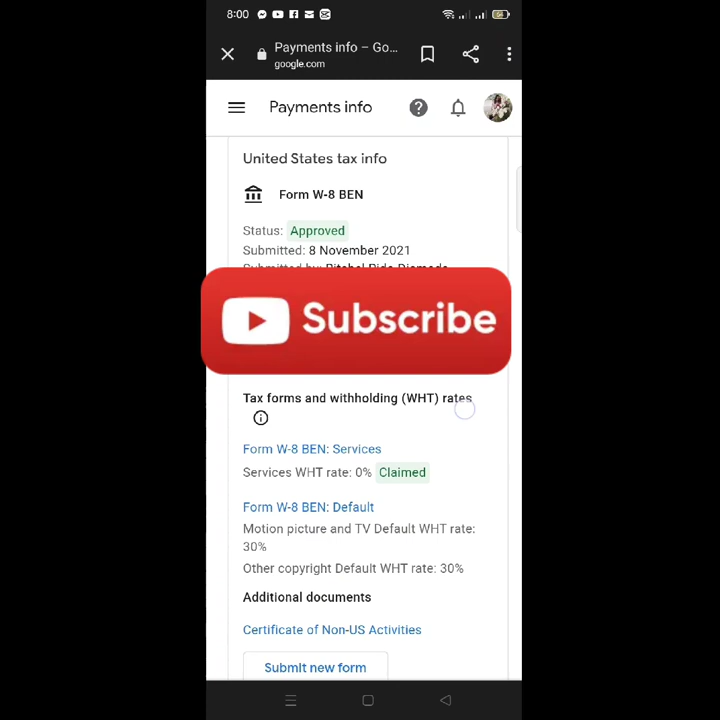 8:00
Payments info – Go...
google.com
Payments info
United States tax info
Form W-8 BEN
Status: Approved
Submitted: 8 November 2021
Subscribe
Tax forms and withholding (WHT) rates
Form W-8 BEN: Services
Services WHT rate: 0% Claimed
Form W-8 BEN: Default
Motion picture and TV Default WHT rate:
30%
Other copyright Default WHT rate: 30%
Additional documents
Certificate of Non-US Activities
Submit new form